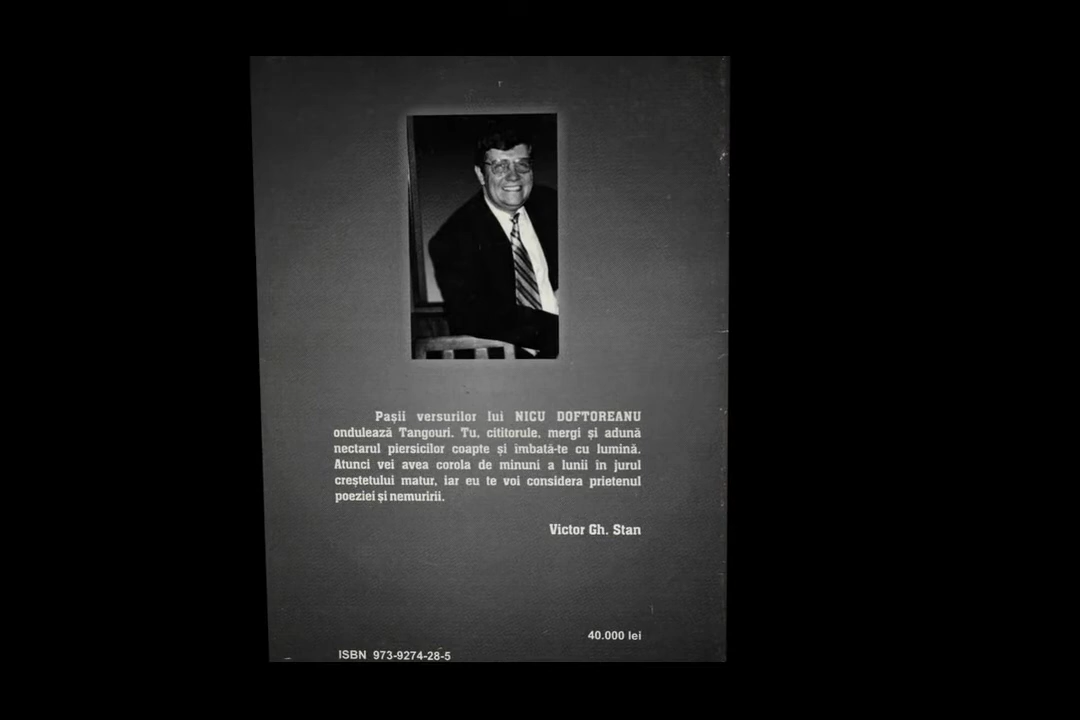 Pașii versurilor lui NICU DOFTOREANU
ondulează Tangouri. Tu, cititorule, mergi și adună
nectarul piersicilor coapte și îmbată-te cu lumină.
Atunci vei avea corola de minuni a lunii în jurul
creștetului matur, iar eu te voi considera prietenul
poeziei și nemuririi.
Victor Gh. Stan
40.000 lei
ISBN 973-9274-28-5